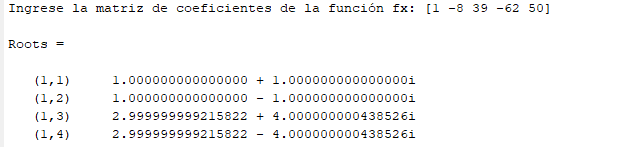 Ingrese la matriz de coeficientes de la función fx: [1 -8 39 -62 50]
Roots =
(1,1) 1.000000000000000 + 1.000000000000000i
(1,2) 1.000000000000000 - 1.000000000000000i
(1,3) 2.999999999215822 + 4.000000000438526i
(1,4) 2.999999999215822 - 4.000000000438526i